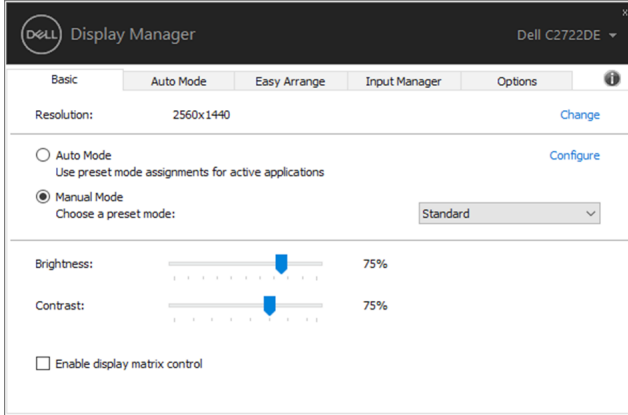 DELL Display Manager
Dell C2722DE
x
Basic Auto Mode Easy Arrange Input Manager Options i
Resolution: 2560x1440 Change
Auto Mode Configure
Use preset mode assignments for active applications
Manual Mode
Choose a preset mode: Standard
Brightness: 75%
Contrast: 75%
Enable display matrix control